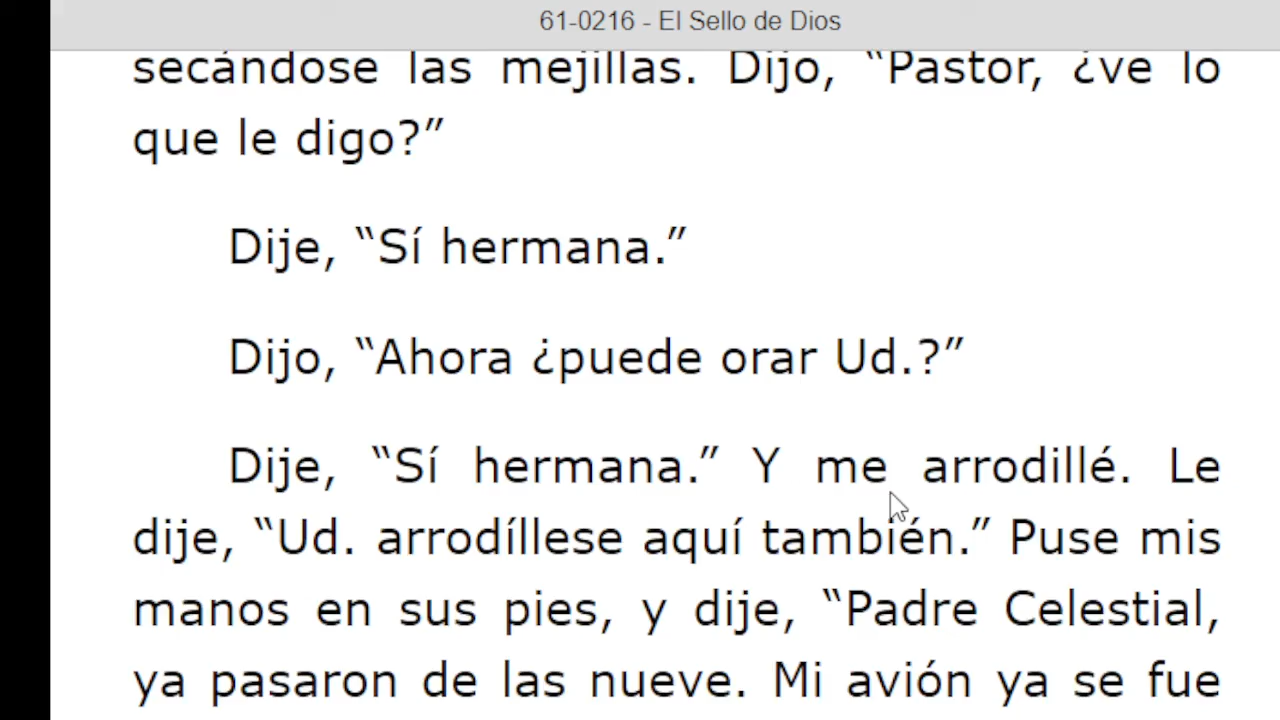 61-0216 - El Sello de Dios
secándose las mejillas. Dijo, “Pastor, ¿ve lo
que le digo?”
Dije, “Sí hermana.”
Dijo, “Ahora ¿puede orar Ud.?”
Dije, “Sí hermana.” Y me arrodillé. Le
dije, “Ud. arrodíllese aquí también.” Puse mis
manos en sus pies, y dije, “Padre Celestial,
ya pasaron de las nueve. Mi avión ya se fue